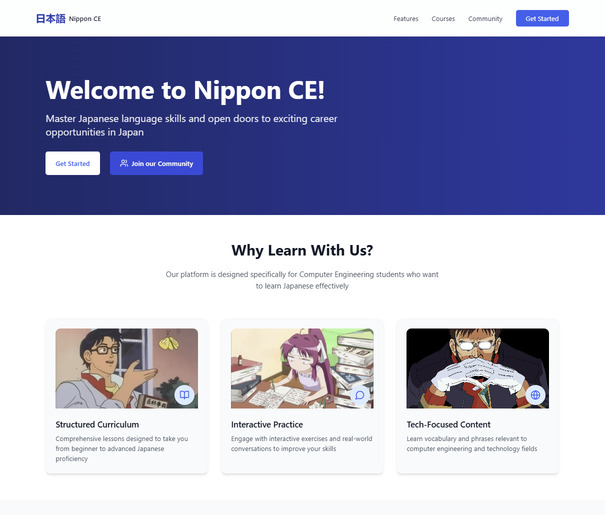 日本語 Nippon CE
Features Courses Community Get Started
Welcome to Nippon CE!
Master Japanese language skills and open doors to exciting career
opportunities in Japan
Get Started Join our Community
Why Learn With Us?
Our platform is designed specifically for Computer Engineering students who want
to learn Japanese effectively
Structured Curriculum
Comprehensive lessons designed to take you
from beginner to advanced Japanese
proficiency
Interactive Practice
Engage with interactive exercises and real-world
conversations to improve your skills
Tech-Focused Content
Learn vocabulary and phrases relevant to
computer engineering and technology fields